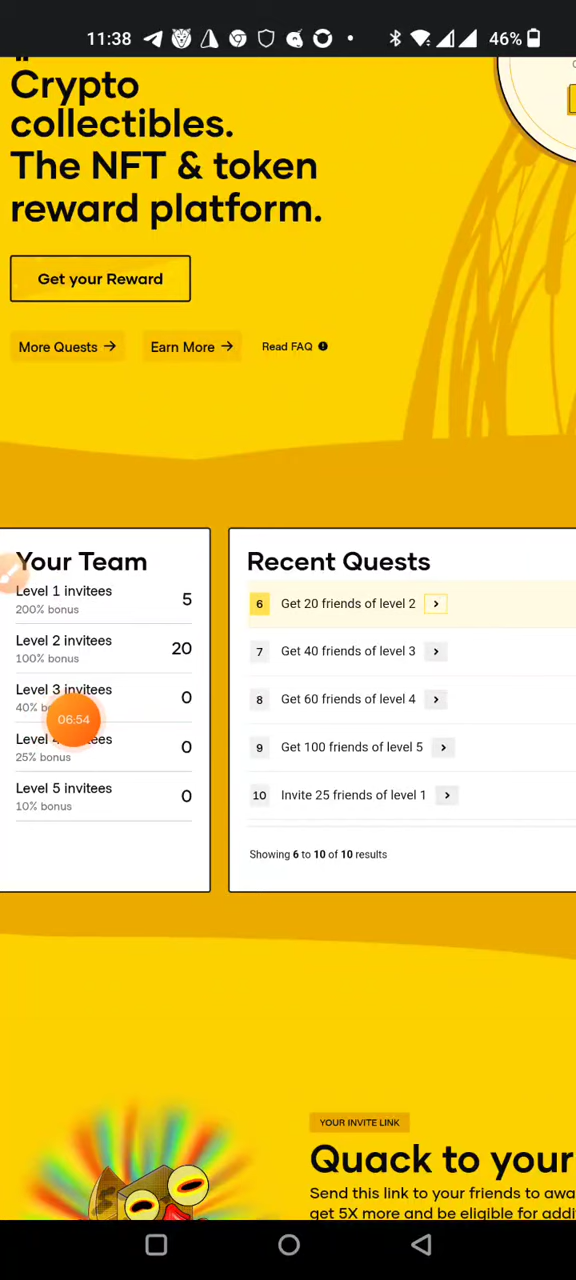 11:38
46%
Crypto
collectibles.
The NFT & token
reward platform.
Get your Reward
More Quests →
Earn More →
Read FAQ
Your Team
Level 1 invitees
200% bonus
5
Level 2 invitees
100% bonus
20
Level 3 invitees
40%
0
06:54
Level
25% bonus
0
Level 5 invitees
10% bonus
0
Recent Quests
6 Get 20 friends of level 2
7 Get 40 friends of level 3
8 Get 60 friends of level 4
9 Get 100 friends of level 5
10 Invite 25 friends of level 1
Showing 6 to 10 of 10 results
YOUR INVITE LINK
Quack to your
Send this link to your friends to awa
get 5X more and be eligible for addi